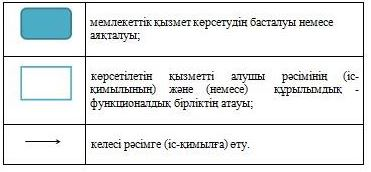 мемлекеттік қызмет көрсетудің басталуы немесе
аяқталуы;
көрсетілетін қызметті алушы рәсімінің (іс-
қимылының) және (немесе) құрылымдық -
функционалдық бірліктің атауы;
келесі рәсімге (іс-қимылға) өту.